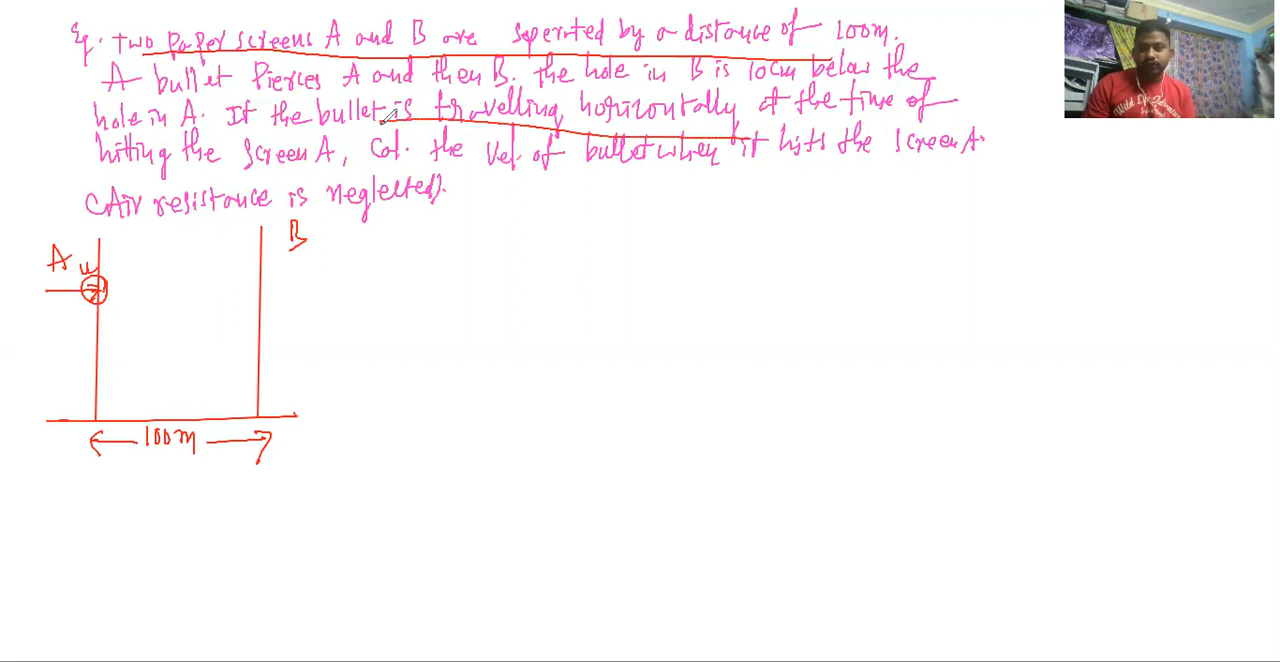 Eg. Two Paper screens A and B are seperated by a distance of 100m.
A bullet Pierces A and then B. The hole in B is 10cm below the
hole in A. If the bullet is travelling horizontally at the time of
hitting the screen A, Cal. the Vel. of bullet when it hits the screen A.
(Air resistance is neglected).
B
A u
100m